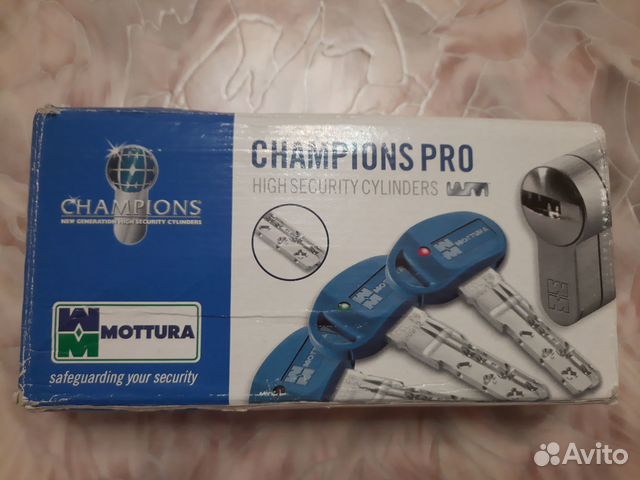 CHAMPIONS
NEW GENERATION HIGH SECURITY CYLINDERS
MOTTURA
safeguarding your security
CHAMPIONS PRO
HIGH SECURITY CYLINDERS
MOTTURA
MOTTURA
Avito